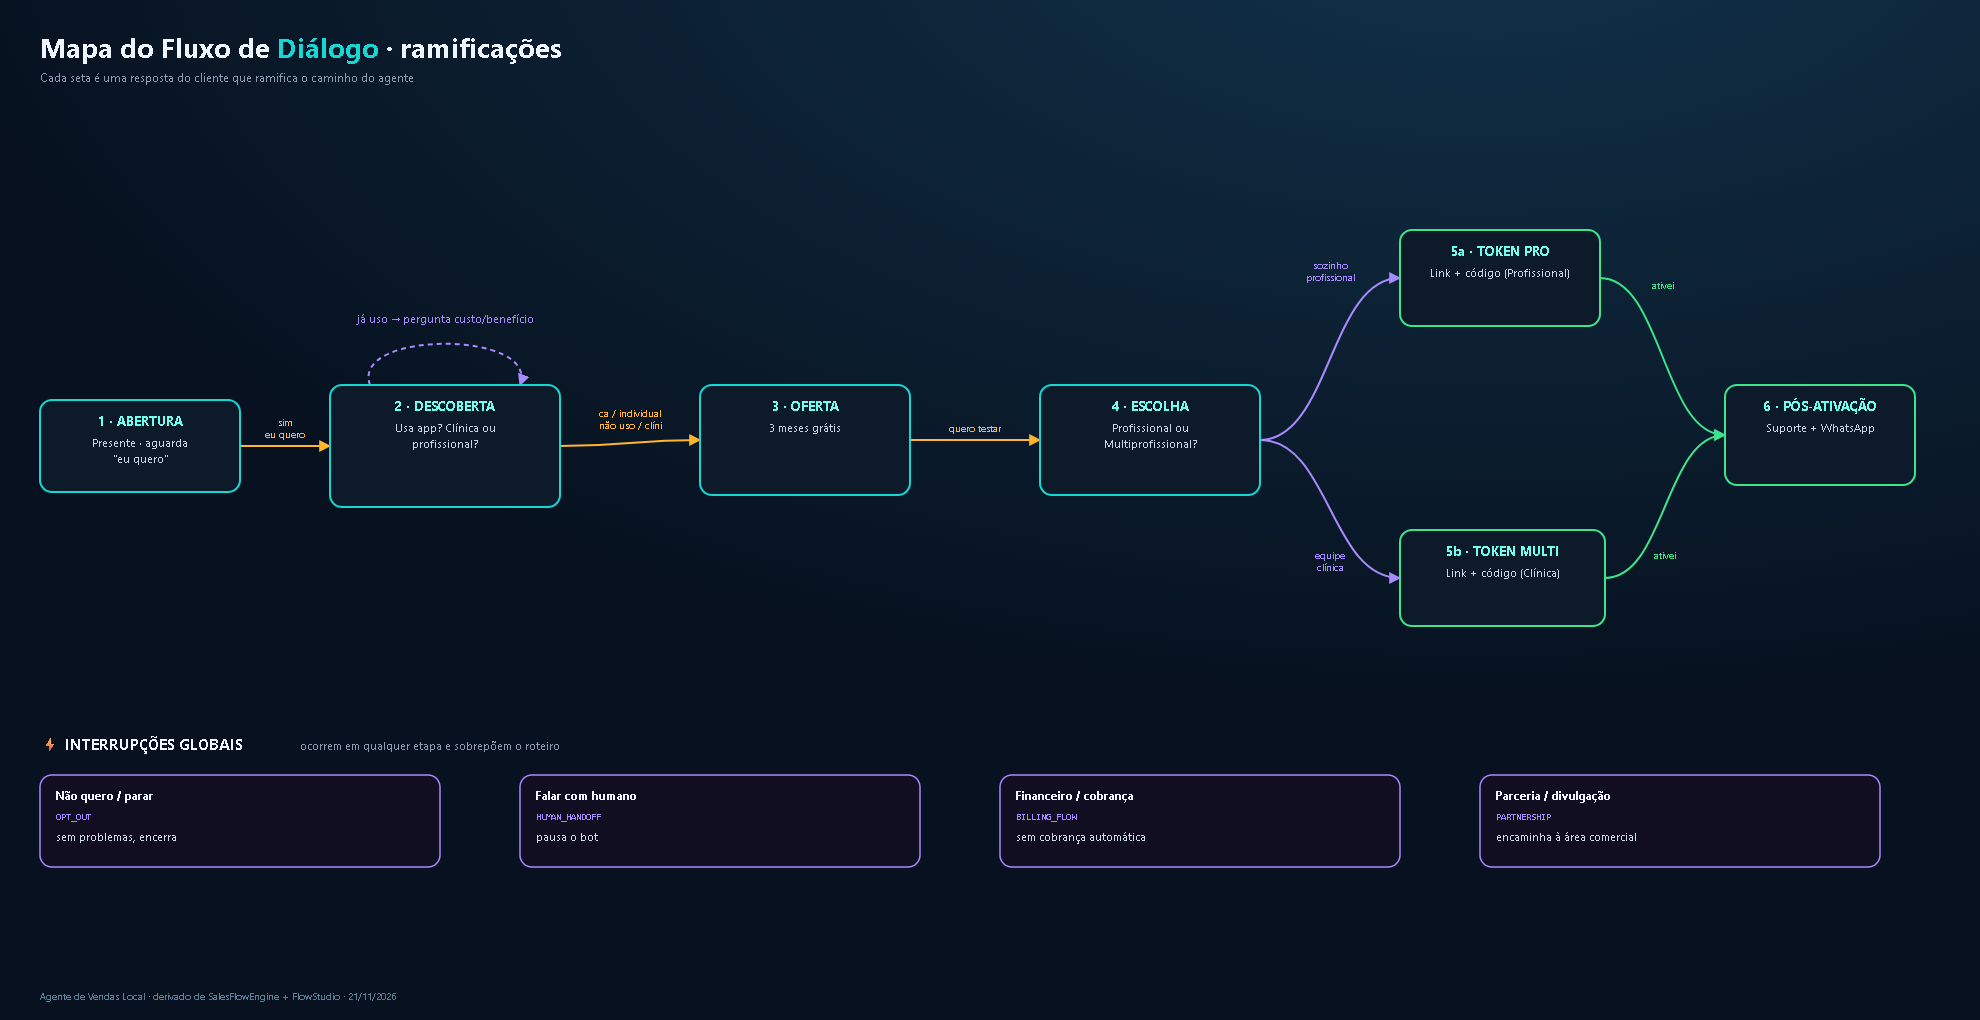 Mapa do Fluxo de Diálogo · ramificações
Cada seta é uma resposta do cliente que ramifica o caminho do agente
1 · ABERTURA
Presente · aguarda
"eu quero"
sim
eu quero
já uso → pergunta custo/benefício
2 · DESCOBERTA
Usa app? Clínica ou
profissional?
ca / individual
não uso / clíni
3 · OFERTA
3 meses grátis
quero testar
4 · ESCOLHA
Profissional ou
Multiprofissional?
sozinho
profissional
5a · TOKEN PRO
Link + código (Profissional)
ativei
equipe
clínica
5b · TOKEN MULTI
Link + código (Clínica)
ativei
6 · PÓS-ATIVAÇÃO
Suporte + WhatsApp
INTERRUPÇÕES GLOBAIS
ocorrem em qualquer etapa e sobrepõem o roteiro
Não quero / parar
OPT_OUT
sem problemas, encerra
Falar com humano
HUMAN_HANDOFF
pausa o bot
Financeiro / cobrança
BILLING_FLOW
sem cobrança automática
Parceria / divulgação
PARTNERSHIP
encaminha à área comercial
Agente de Vendas Local · derivado de SalesFlowEngine + FlowStudio · 21/11/2026